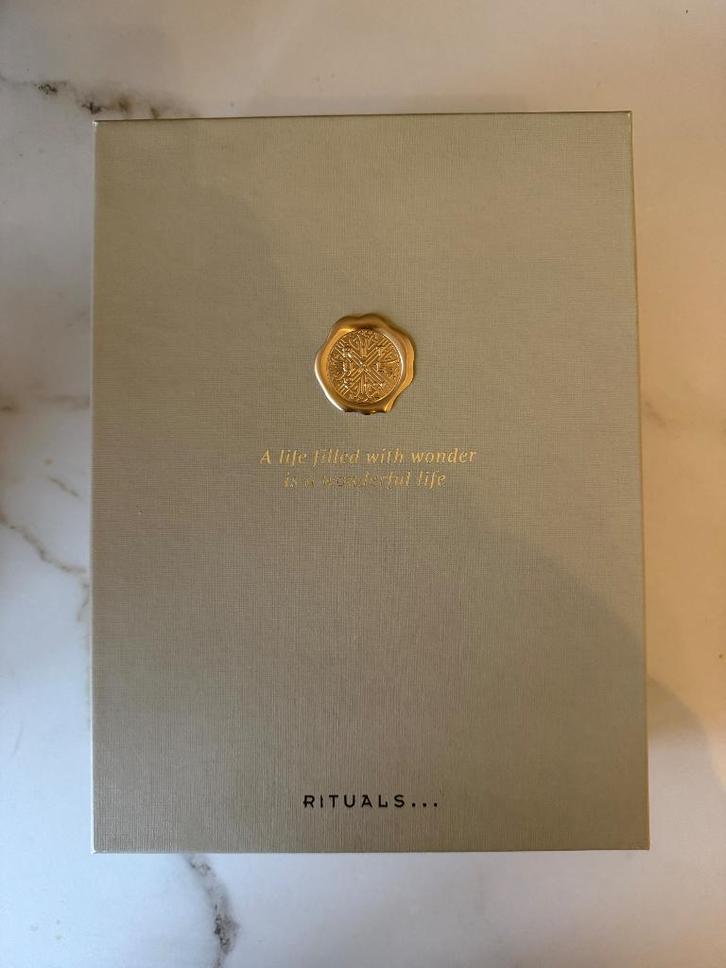 A life filled with wonder
is a wonderful life
RITUALS...